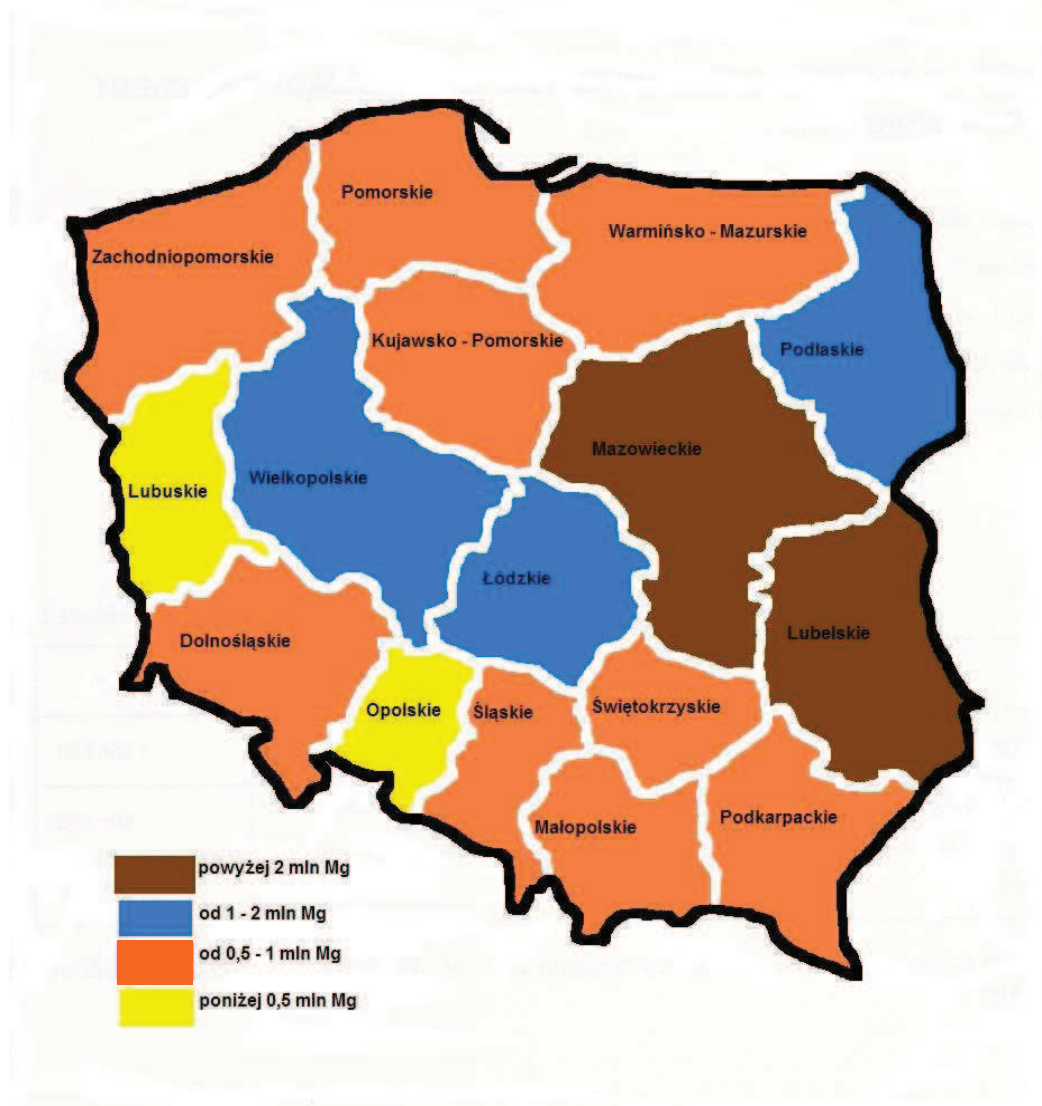 Pomorskie
Warmińsko - Mazurskie
Zachodniopomorskie
Kujawsko - Pomorskie
Podlaskie
Mazowieckie
Wielkopolskie
Lubuskie
Łódzkie
Lubelskie
Dolnośląskie
Opolskie
Śląskie
Świętokrzyskie
Małopolskie
Podkarpackie
powyżej 2 mln Mg
od 1 - 2 mln Mg
od 0,5 - 1 mln Mg
poniżej 0,5 mln Mg